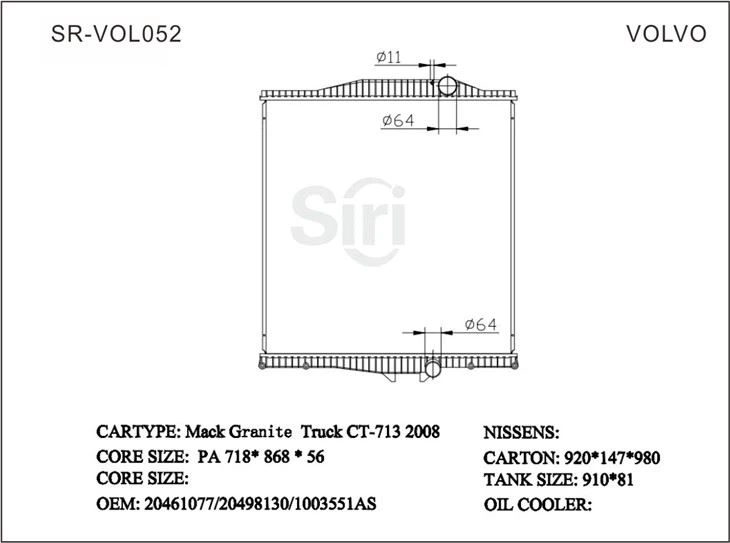 SR-VOL052
VOLVO
Ø11
Ø64
Siri
Ø64
CARTYPE: Mack Granite Truck CT-713 2008
NISSENS:
CORE SIZE: PA 718* 868 * 56
CARTON: 920*147*980
CORE SIZE:
TANK SIZE: 910*81
OEM: 20461077/20498130/1003551AS
OIL COOLER: